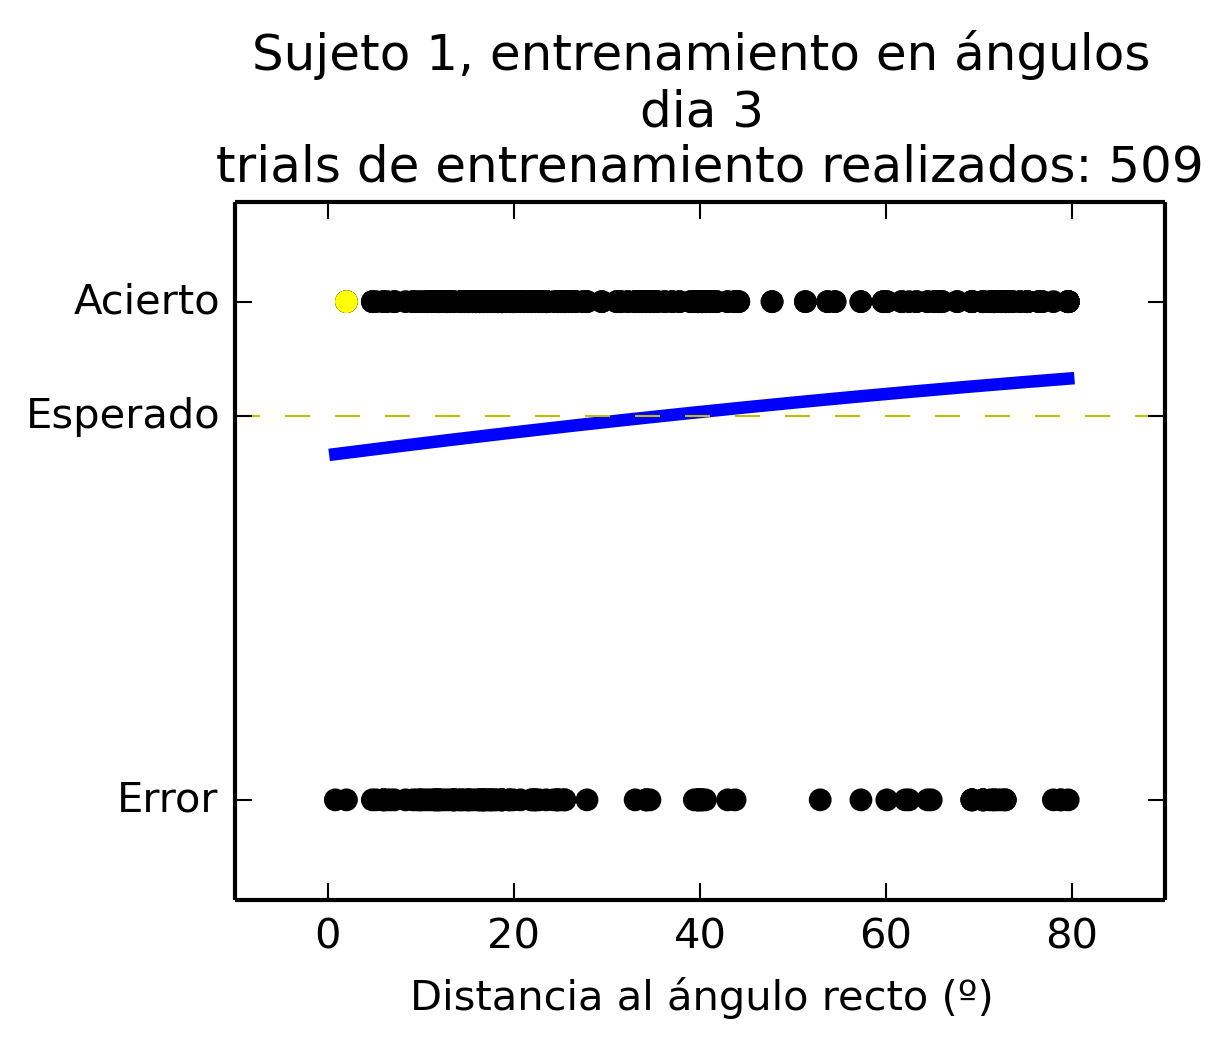 Sujeto 1, entrenamiento en ángulos
dia 3
trials de entrenamiento realizados: 509
Acierto
Esperado
Error
0 20 40 60 80
Distancia al ángulo recto (º)